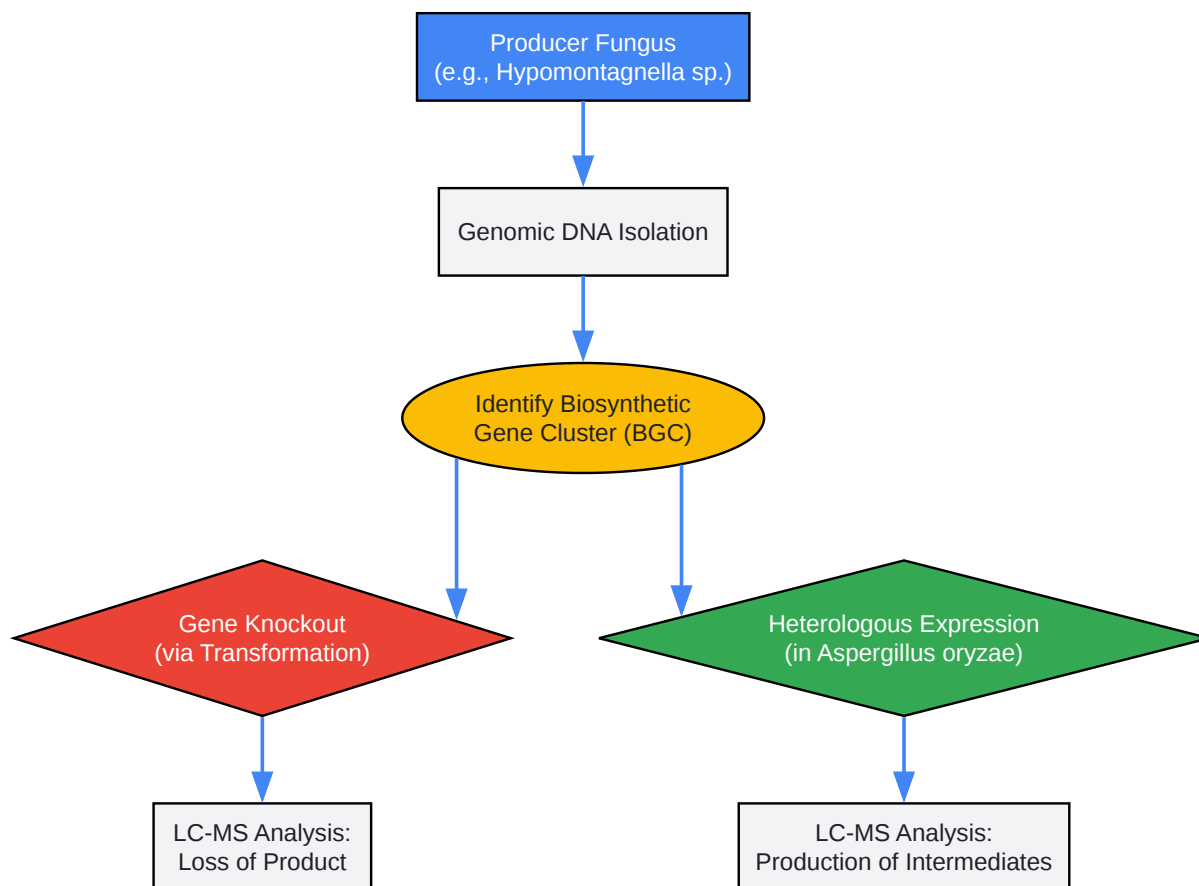 Producer Fungus
(e.g., Hypomontagnella sp.)
Genomic DNA Isolation
Identify Biosynthetic
Gene Cluster (BGC)
Gene Knockout
(via Transformation)
Heterologous Expression
(in Aspergillus oryzae)
LC-MS Analysis:
Loss of Product
LC-MS Analysis:
Production of Intermediates